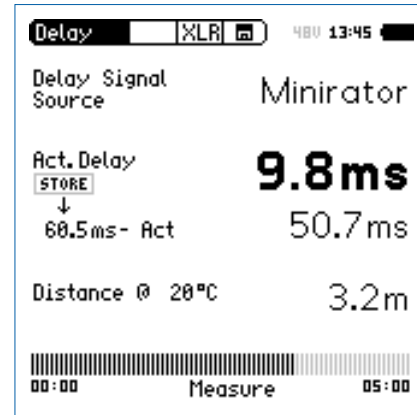 Delay XLR 48V 13:45
Delay Signal Minirator
Source
Act. Delay 9.8ms
STORE
↓
60.5ms- Act 50.7ms
Distance @ 20°C 3.2m
00:00 Measure 05:00